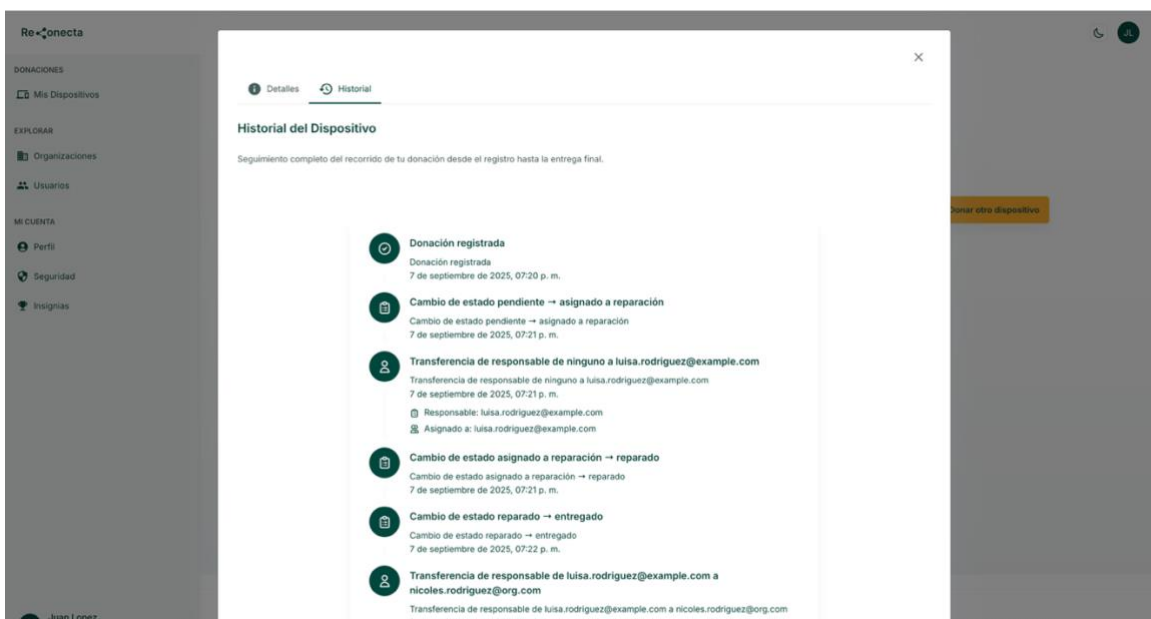 Reconecta
JL
DONACIONES
Mis Dispositivos
EXPLORAR
Organizaciones
Usuarios
MI CUENTA
Perfil
Seguridad
Insignias
Detalles
Historial
Historial del Dispositivo
Seguimiento completo del recorrido de tu donación desde el registro hasta la entrega final.
Donar otro dispositivo
Donación registrada
Donación registrada
7 de septiembre de 2025, 07:20 p. m.
Cambio de estado pendiente → asignado a reparación
Cambio de estado pendiente → asignado a reparación
7 de septiembre de 2025, 07:21 p. m.
Transferencia de responsable de ninguno a luisa.rodriguez@example.com
Transferencia de responsable de ninguno a luisa.rodriguez@example.com
7 de septiembre de 2025, 07:21 p. m.
Responsable: luisa.rodriguez@example.com
Asignado a: luisa.rodriguez@example.com
Cambio de estado asignado a reparación → reparado
Cambio de estado asignado a reparación → reparado
7 de septiembre de 2025, 07:21 p. m.
Cambio de estado reparado → entregado
Cambio de estado reparado → entregado
7 de septiembre de 2025, 07:22 p. m.
Transferencia de responsable de luisa.rodriguez@example.com a
nicoles.rodriguez@org.com
Transferencia de responsable de luisa.rodriguez@example.com a nicoles.rodriguez@org.com
Juan Lopez